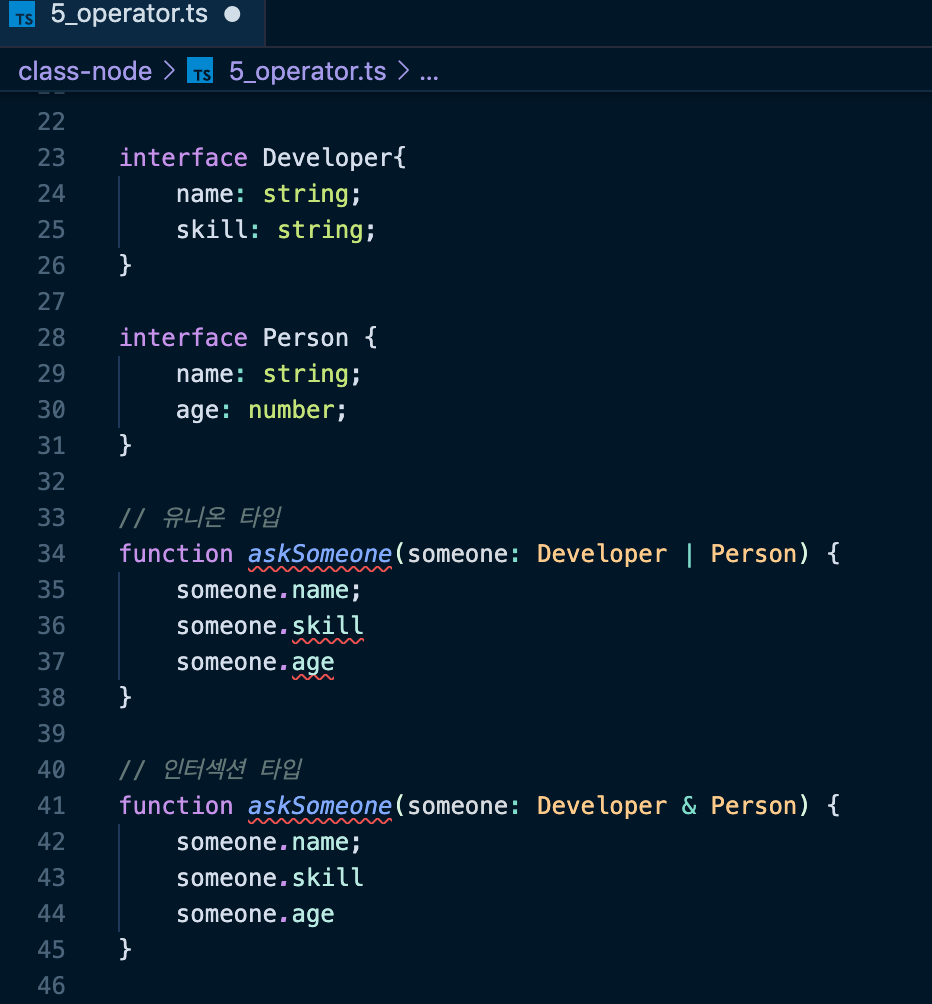 TS 5_operator.ts
class-node > TS 5_operator.ts > ...
22
23 interface Developer{
24     name: string;
25     skill: string;
26 }
27
28 interface Person {
29     name: string;
30     age: number;
31 }
32
33 // 유니온 타입
34 function askSomeone(someone: Developer | Person) {
35     someone.name;
36     someone.skill
37     someone.age
38 }
39
40 // 인터섹션 타입
41 function askSomeone(someone: Developer & Person) {
42     someone.name;
43     someone.skill
44     someone.age
45 }
46